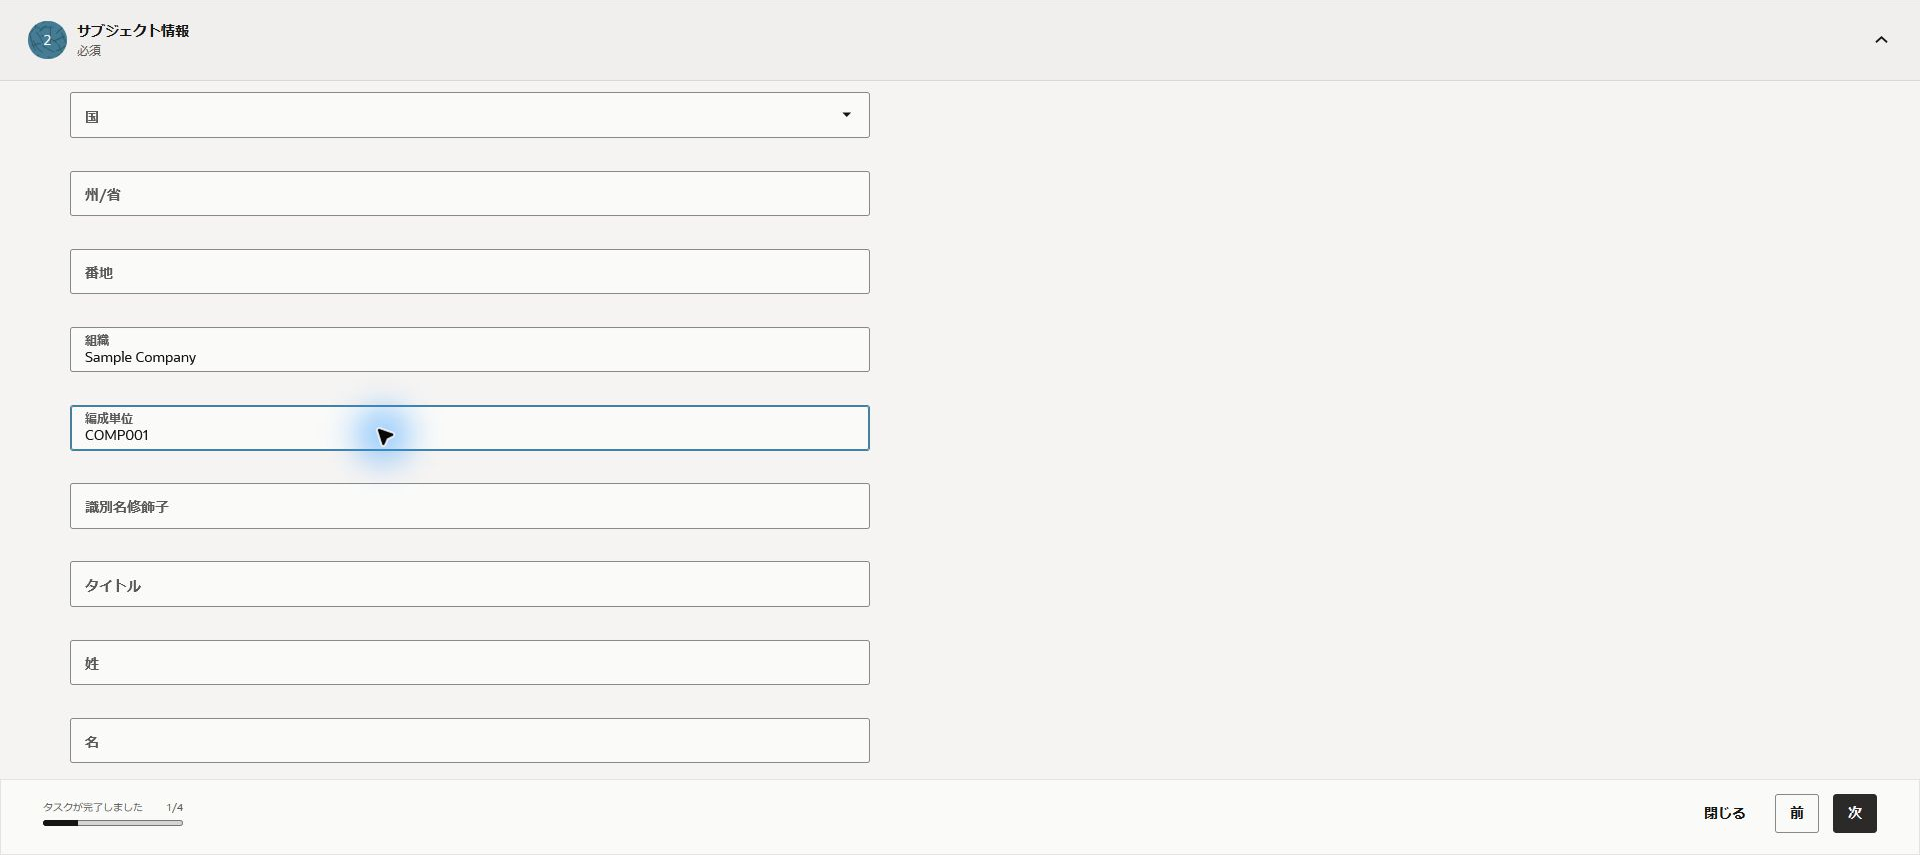 2
サブジェクト情報
必須
国
州/省
番地
組織
Sample Company
編成単位
COMP001
識別名修飾子
タイトル
姓
名
タスクが完了しました 1/4
閉じる
前
次